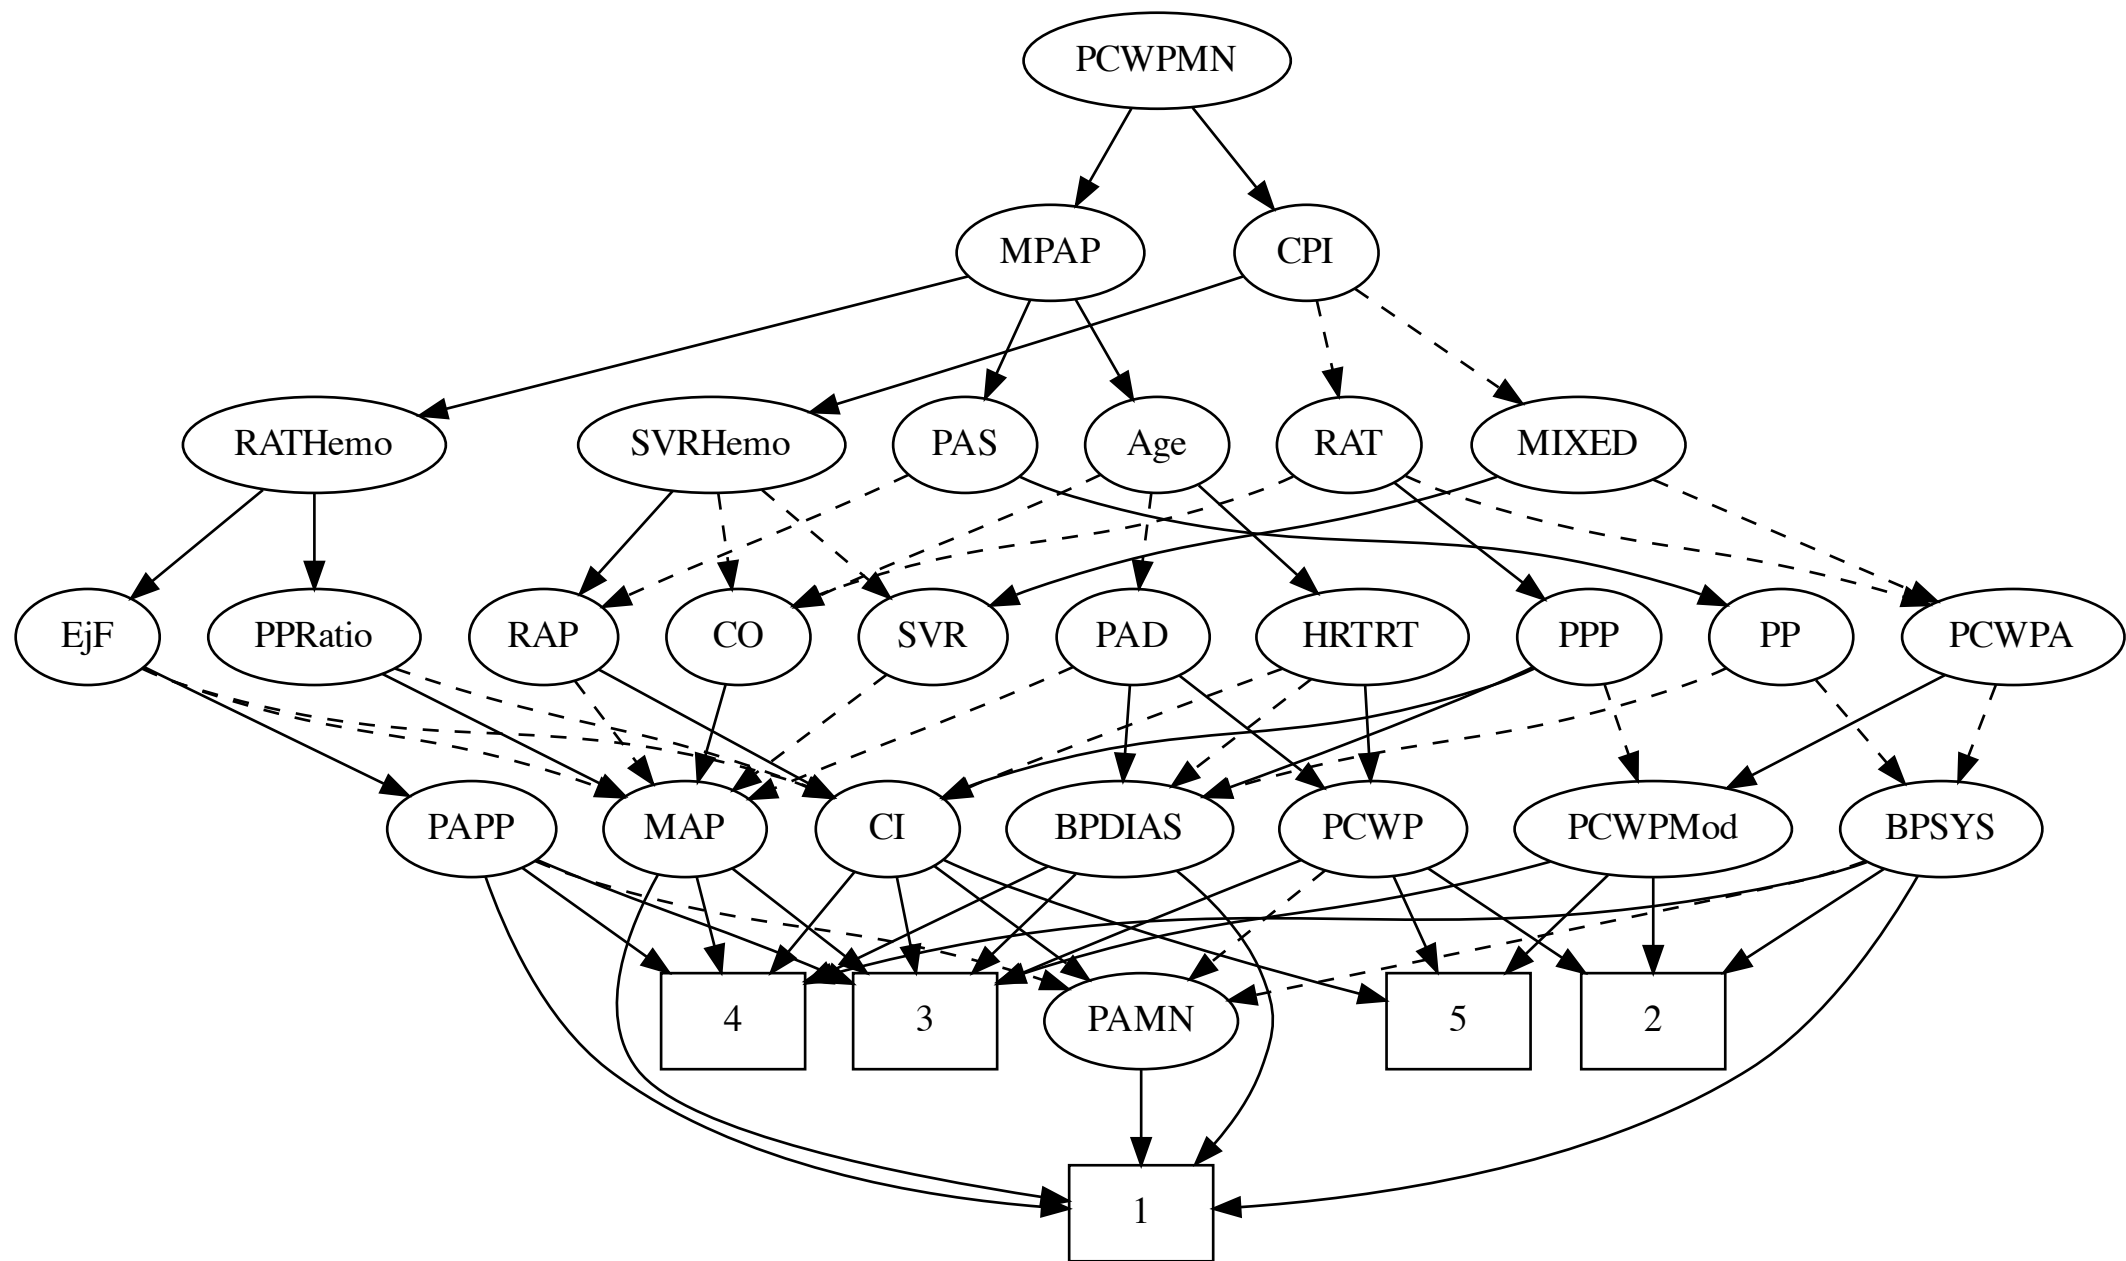 PCWPMN
MPAP
CPI
RATHemo
SVRHemo
PAS
Age
RAT
MIXED
EjF
PPRatio
RAP
CO
SVR
PAD
HRTRT
PPP
PP
PCWPA
PAPP
MAP
CI
BPDIAS
PCWP
PCWPMod
BPSYS
4
3
PAMN
5
2
1